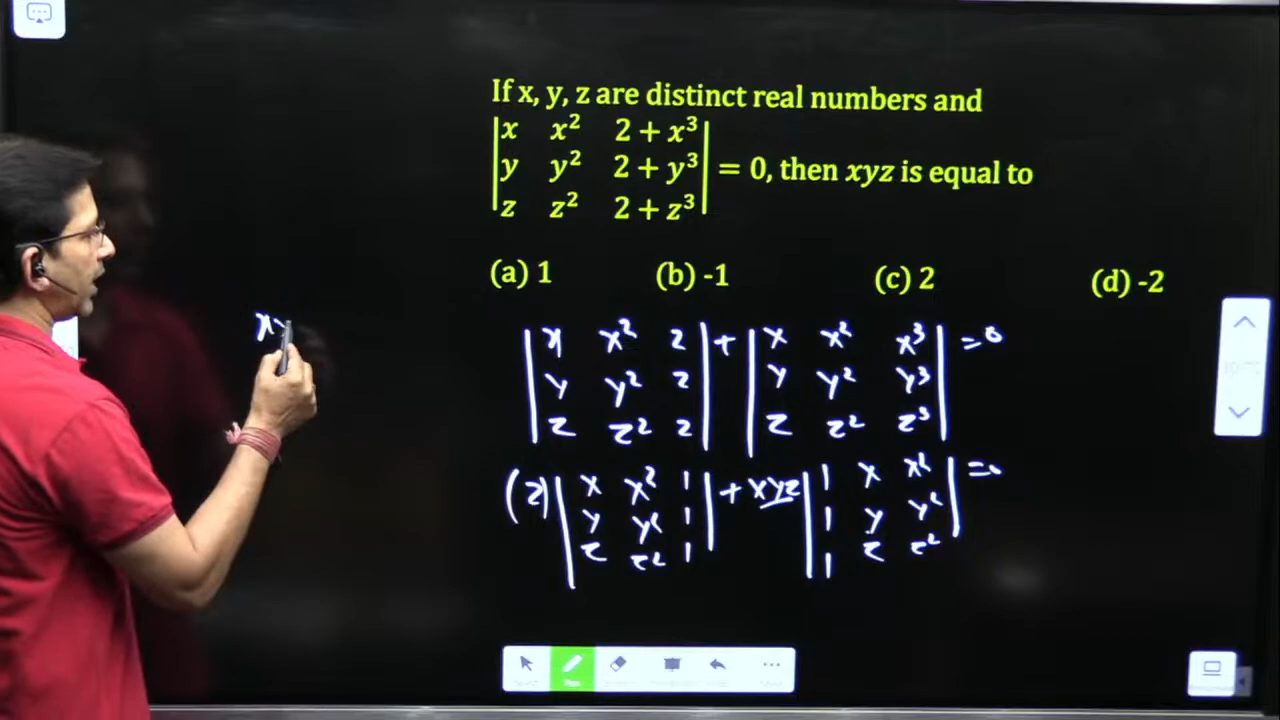 If x, y, z are distinct real numbers and
|x x² 2 + x³|
|y y² 2 + y³| = 0, then xyz is equal to
|z z² 2 + z³|
(a) 1 (b) -1 (c) 2 (d) -2
|x x² 2| + |x x² x³| = 0
|y y² 2| |y y² y³|
|z z² 2| |z z² z³|
(2) |x x² 1| + xyz |1 x x²| = 0
|y y² 1| |1 y y²|
|z z² 1| |1 z z²|